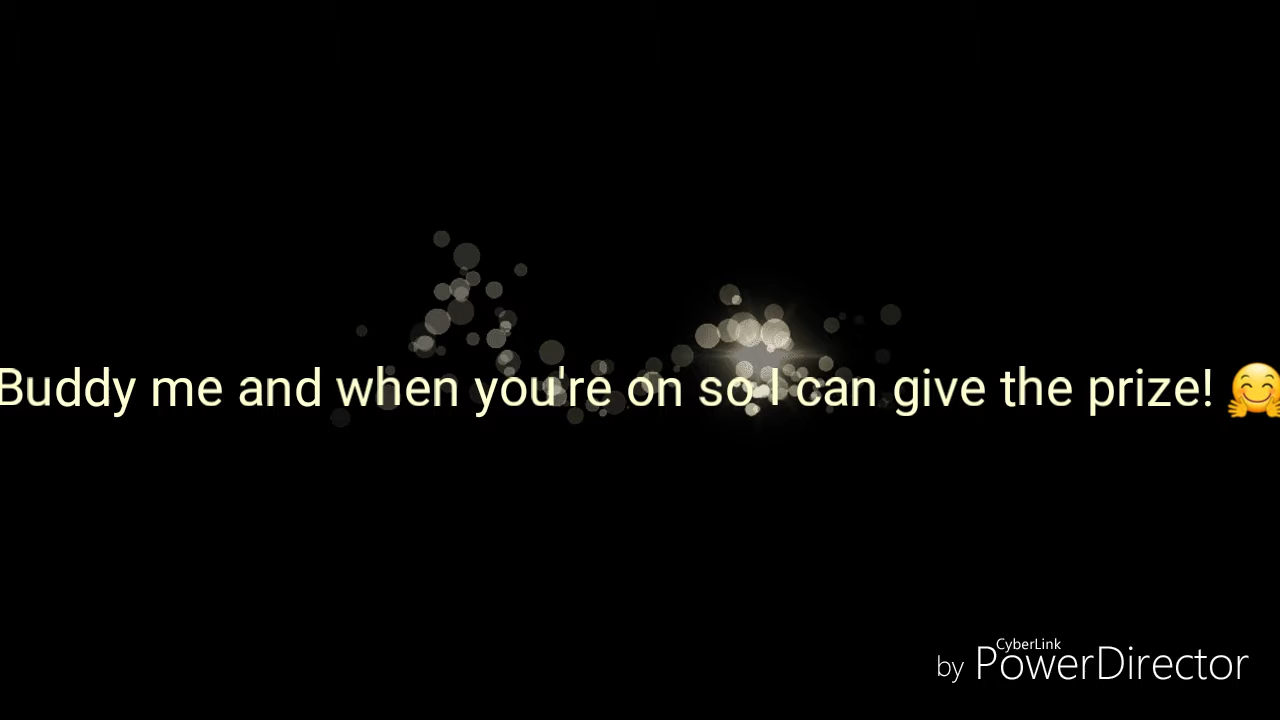 Buddy me and when you're on so I can give the prize! 🤗
CyberLink
by PowerDirector